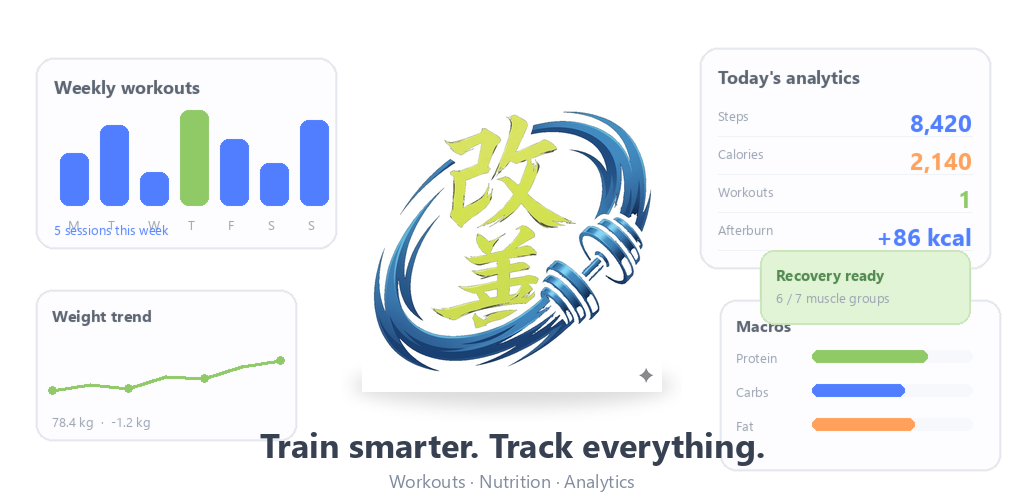 Weekly workouts
M T W T F S S
5 sessions this week
Weight trend
78.4 kg · -1.2 kg
改
善
Today's analytics
Steps 8,420
Calories 2,140
Workouts 1
Afterburn +86 kcal
Recovery ready
6 / 7 muscle groups
Macros
Protein
Carbs
Fat
Train smarter. Track everything.
Workouts · Nutrition · Analytics